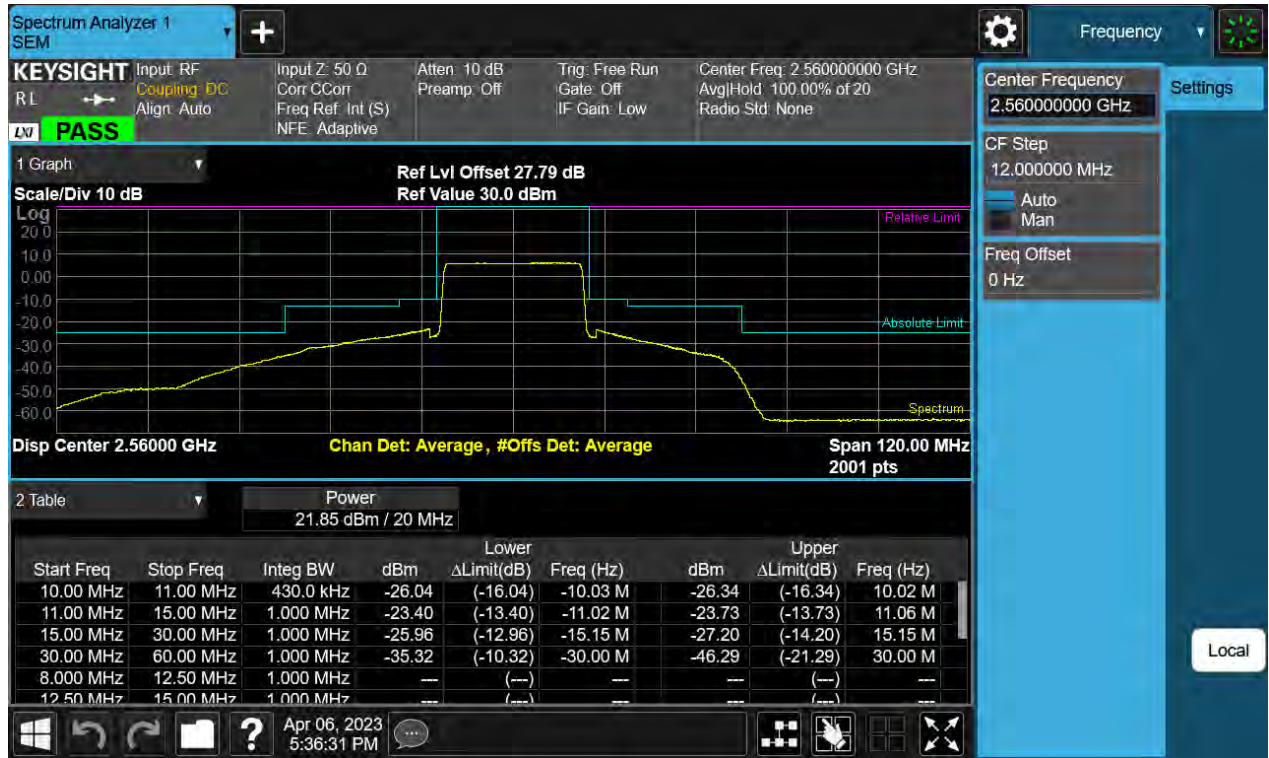 Spectrum Analyzer 1
SEM
+
Frequency
KEYSIGHT
R L
LXI
PASS
Input: RF
Coupling: DC
Align: Auto
Input Z: 50 Ω
Corr CCorr
Freq Ref: Int (S)
NFE: Adaptive
Atten: 10 dB
Preamp: Off
Trig: Free Run
Gate: Off
IF Gain: Low
Center Freq: 2.560000000 GHz
Avg|Hold: 100.00% of 20
Radio Std: None
Center Frequency
2.560000000 GHz
Settings
CF Step
12.000000 MHz
Auto
Man
Freq Offset
0 Hz
Local
1 Graph
Scale/Div 10 dB
Ref Lvl Offset 27.79 dB
Ref Value 30.0 dBm
Log
20.0
10.0
0.00
-10.0
-20.0
-30.0
-40.0
-50.0
-60.0
Relative Limit
Absolute Limit
Spectrum
Disp Center 2.56000 GHz
Chan Det: Average , #Offs Det: Average
Span 120.00 MHz
2001 pts
2 Table
Power
21.85 dBm / 20 MHz
Lower Upper
Start Freq Stop Freq Integ BW dBm ΔLimit(dB) Freq (Hz) dBm ΔLimit(dB) Freq (Hz)
10.00 MHz 11.00 MHz 430.0 kHz -26.04 (-16.04) -10.03 M -26.34 (-16.34) 10.02 M
11.00 MHz 15.00 MHz 1.000 MHz -23.40 (-13.40) -11.02 M -23.73 (-13.73) 11.06 M
15.00 MHz 30.00 MHz 1.000 MHz -25.96 (-12.96) -15.15 M -27.20 (-14.20) 15.15 M
30.00 MHz 60.00 MHz 1.000 MHz -35.32 (-10.32) -30.00 M -46.29 (-21.29) 30.00 M
8.000 MHz 12.50 MHz 1.000 MHz --- (---) --- --- (---) ---
12.50 MHz 15.00 MHz 1.000 MHz --- (---) --- --- (---) ---
?
Apr 06, 2023
5:36:31 PM